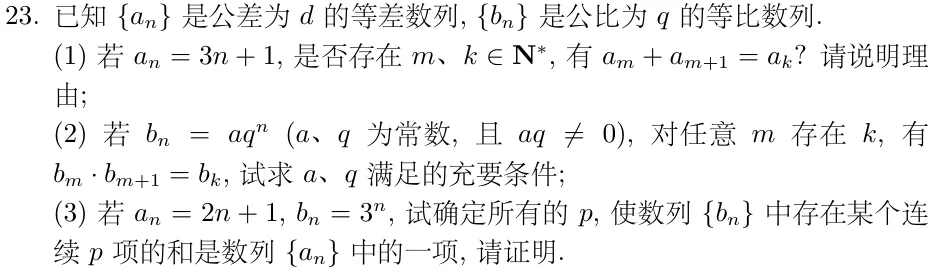 23. 已知 {aₙ} 是公差为 d 的等差数列, {bₙ} 是公比为 q 的等比数列.
(1) 若 aₙ = 3n + 1, 是否存在 m、k ∈ N*, 有 aₘ + aₘ₊₁ = aₖ? 请说明理
由;
(2) 若 bₙ = aqⁿ (a、q 为常数, 且 aq ≠ 0), 对任意 m 存在 k, 有
bₘ · bₘ₊₁ = bₖ, 试求 a、q 满足的充要条件;
(3) 若 aₙ = 2n + 1, bₙ = 3ⁿ, 试确定所有的 p, 使数列 {bₙ} 中存在某个连
续 p 项的和是数列 {aₙ} 中的一项, 请证明.